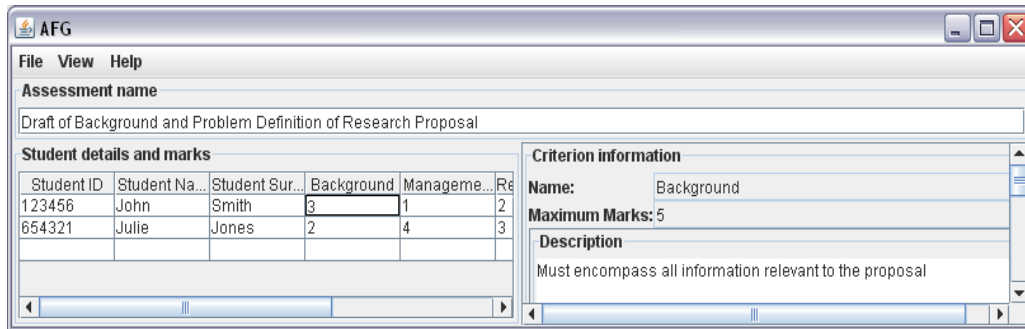 AFG
File View Help
Assessment name
Draft of Background and Problem Definition of Research Proposal
Student details and marks
Student ID Student Na... Student Sur... Background Manageme... Re
123456 John Smith 3 1 2
654321 Julie Jones 2 4 3
Criterion information
Name: Background
Maximum Marks: 5
Description
Must encompass all information relevant to the proposal